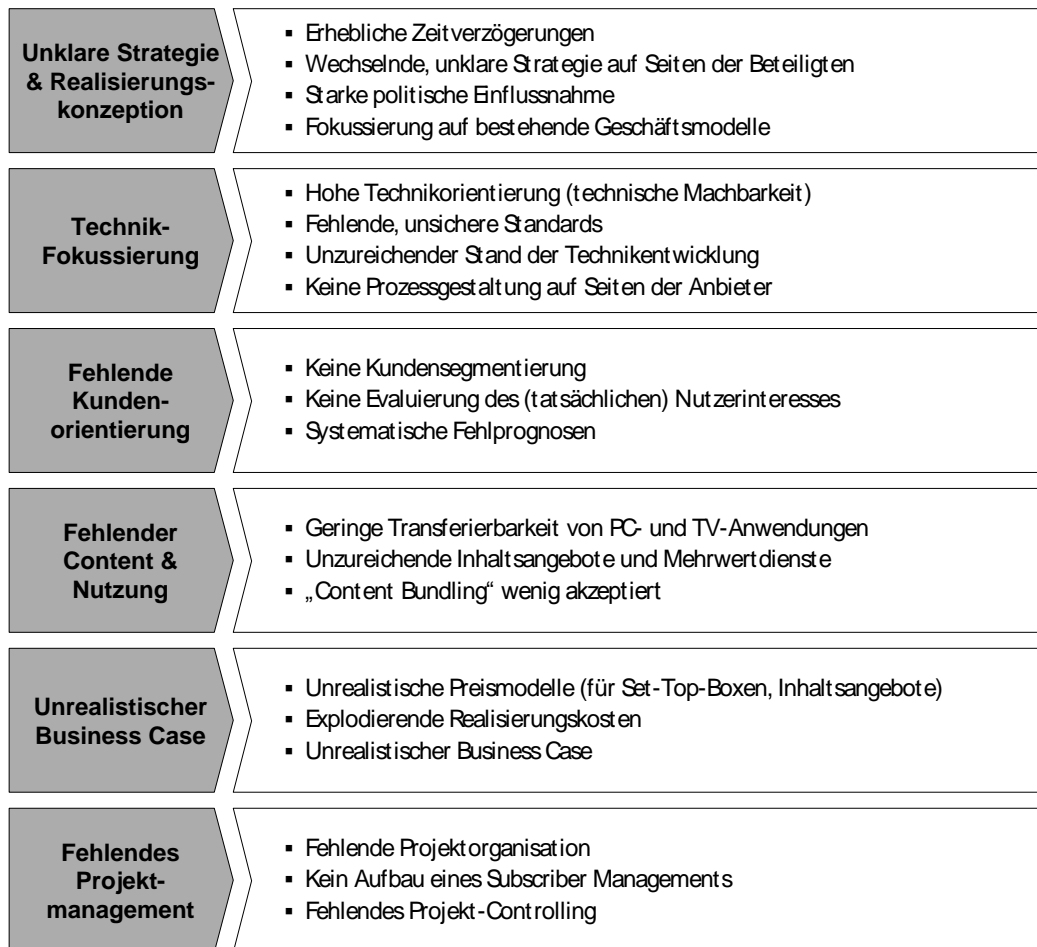 Unklare Strategie
& Realisierungs-
konzeption
▪ Erhebliche Zeitverzögerungen
▪ Wechselnde, unklare Strategie auf Seiten der Beteiligten
▪ Starke politische Einflussnahme
▪ Fokussierung auf bestehende Geschäftsmodelle
Technik-
Fokussierung
▪ Hohe Technikorientierung (technische Machbarkeit)
▪ Fehlende, unsichere Standards
▪ Unzureichender Stand der Technikentwicklung
▪ Keine Prozessgestaltung auf Seiten der Anbieter
Fehlende
Kunden-
orientierung
▪ Keine Kundensegmentierung
▪ Keine Evaluierung des (tatsächlichen) Nutzerinteresses
▪ Systematische Fehlprognosen
Fehlender
Content &
Nutzung
▪ Geringe Transferierbarkeit von PC- und TV-Anwendungen
▪ Unzureichende Inhaltsangebote und Mehrwertdienste
▪ „Content Bundling“ wenig akzeptiert
Unrealistischer
Business Case
▪ Unrealistische Preismodelle (für Set-Top-Boxen, Inhaltsangebote)
▪ Explodierende Realisierungskosten
▪ Unrealistischer Business Case
Fehlendes
Projekt-
management
▪ Fehlende Projektorganisation
▪ Kein Aufbau eines Subscriber Managements
▪ Fehlendes Projekt-Controlling